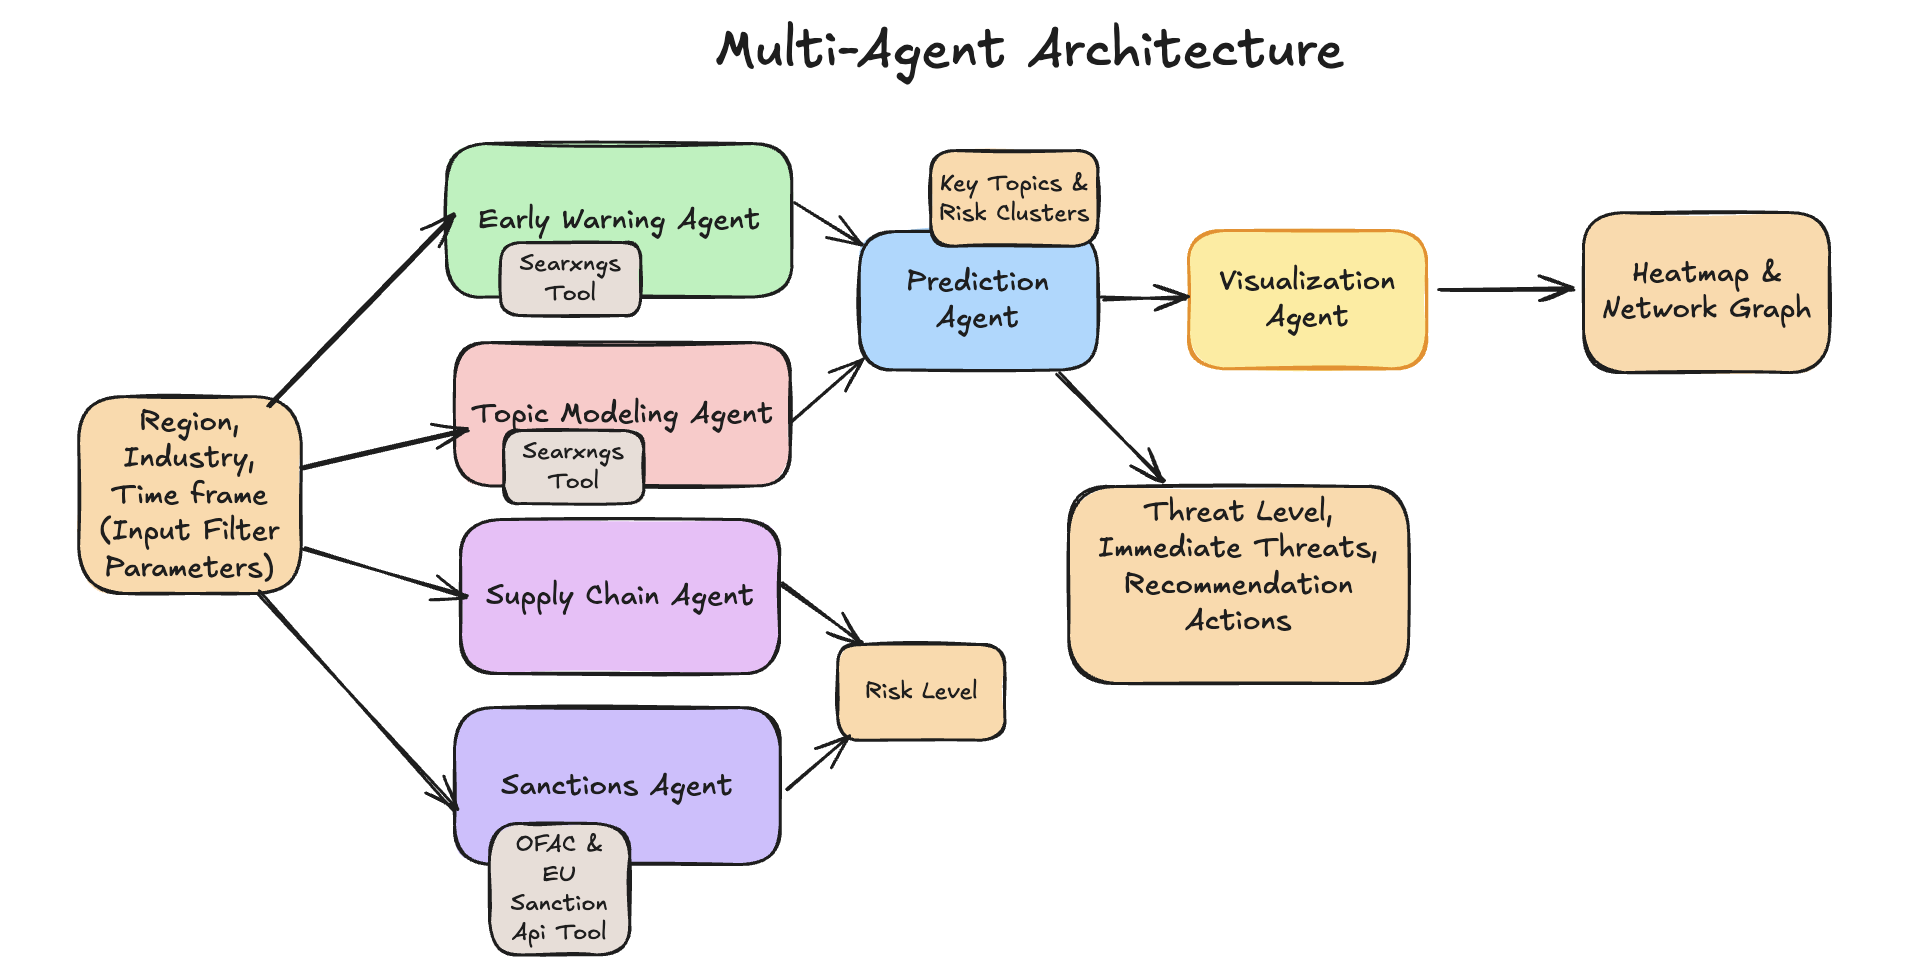 Multi-Agent Architecture
Region,
Industry,
Time frame
(Input Filter
Parameters)
Early Warning Agent
Searxngs
Tool
Topic Modeling Agent
Searxngs
Tool
Supply Chain Agent
Sanctions Agent
OFAC &
EU
Sanction
Api Tool
Key Topics &
Risk Clusters
Prediction
Agent
Risk Level
Visualization
Agent
Threat Level,
Immediate Threats,
Recommendation
Actions
Heatmap &
Network Graph